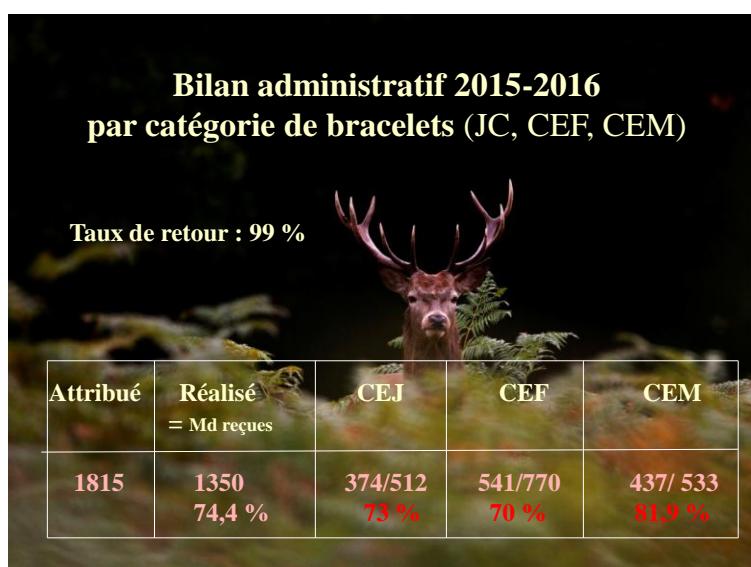 Bilan administratif 2015-2016
par catégorie de bracelets (JC, CEF, CEM)
Taux de retour : 99 %
Attribué Réalisé CEJ CEF CEM
= Md reçues
1815 1350 374/512 541/770 437/ 533
74,4 % 73 % 70 % 81,9 %